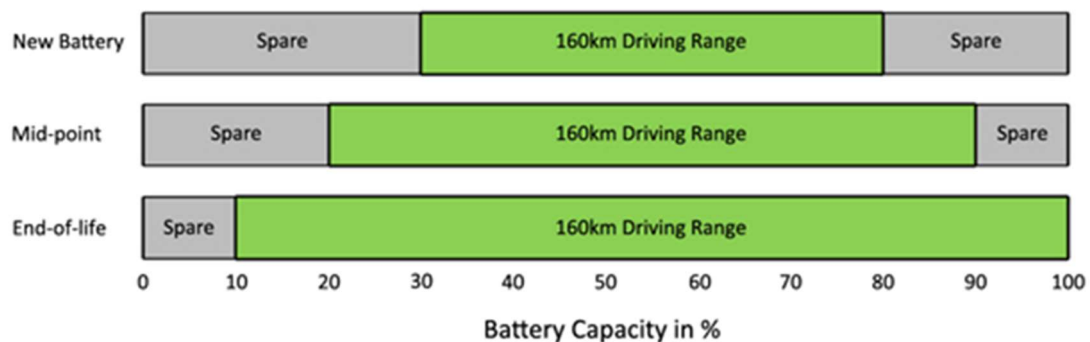 New Battery Spare 160km Driving Range Spare
Mid-point Spare 160km Driving Range Spare
End-of-life Spare 160km Driving Range
0 10 20 30 40 50 60 70 80 90 100
Battery Capacity in %